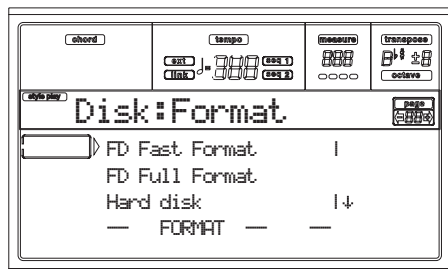 chord tempo measure transpose
ext seq 1
link seq 2
octave
style play
Disk:Format
page
FD Fast Format |
FD Full Format
Hard disk |↓
— FORMAT — —